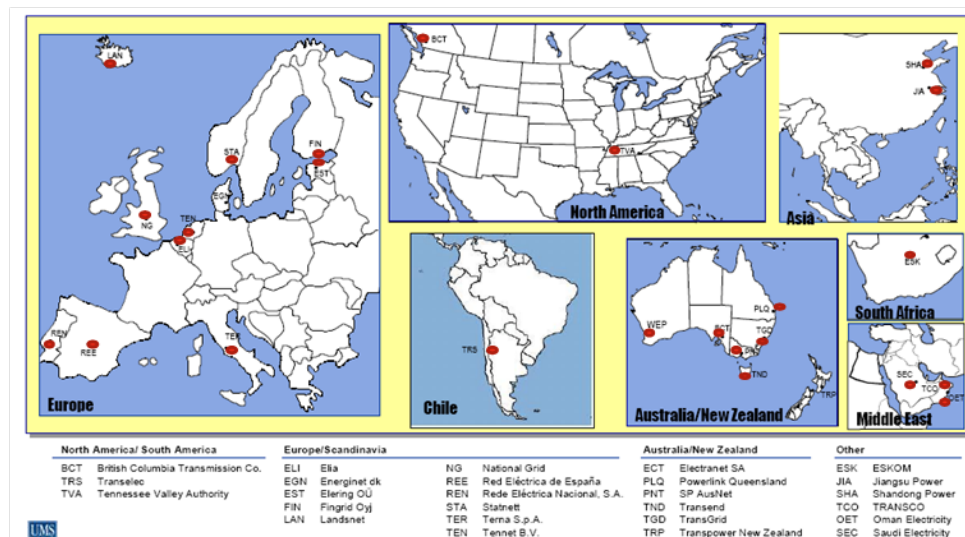 LAN
STA
FIN
EST
EGN
NG
TEN
ELI
REN
REE
TER
Europe
BCT
TVA
North America
SHA
JIA
Asia
TRS
Chile
WEP
ECT
PLQ
TGD
PNT
TND
TRP
Australia/New Zealand
ESK
South Africa
SEC
TCO
OET
Middle East
North America/ South America
BCT British Columbia Transmission Co.
TRS Transelec
TVA Tennessee Valley Authority
Europe/Scandinavia
ELI Elia
EGN Energinet dk
EST Elering OÜ
FIN Fingrid Oyj
LAN Landsnet
NG National Grid
REE Red Eléctrica de España
REN Rede Eléctrica Nacional, S.A.
STA Statnett
TER Terna S.p.A.
TEN Tennet B.V.
Australia/New Zealand
ECT Electranet SA
PLQ Powerlink Queensland
PNT SP AusNet
TND Transend
TGD TransGrid
TRP Transpower New Zealand
Other
ESK ESKOM
JIA Jiangsu Power
SHA Shandong Power
TCO TRANSCO
OET Oman Electricity
SEC Saudi Electricity
UMS